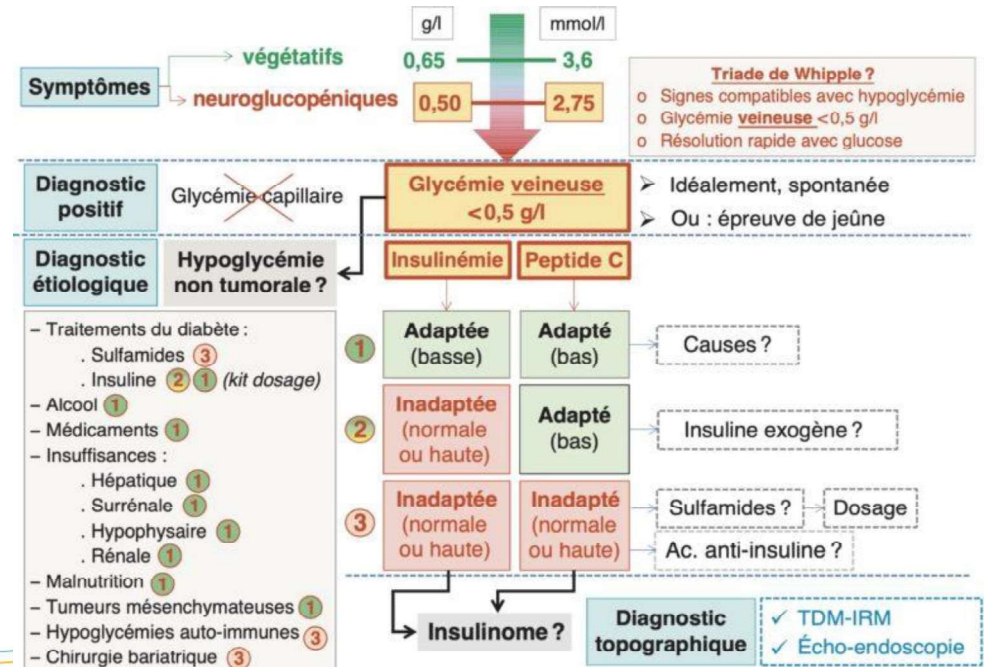 g/l
mmol/l
Symptômes
végétatifs
0,65
3,6
neuroglucopéniques
0,50
2,75
Triade de Whipple ?
o Signes compatibles avec hypoglycémie
o Glycémie veineuse <0,5 g/l
o Résolution rapide avec glucose
Diagnostic
positif
Glycémie capillaire
Glycémie veineuse
<0,5 g/l
➢ Idéalement, spontanée
➢ Ou : épreuve de jeûne
Diagnostic
étiologique
Hypoglycémie
non tumorale ?
Insulinémie
Peptide C
– Traitements du diabète :
. Sulfamides 3
. Insuline 2 1 (kit dosage)
– Alcool 1
– Médicaments 1
– Insuffisances :
. Hépatique 1
. Surrénale 1
. Hypophysaire 1
. Rénale 1
– Malnutrition 1
– Tumeurs mésenchymateuses 1
– Hypoglycémies auto-immunes 3
– Chirurgie bariatrique 3
1
Adaptée
(basse)
Adapté
(bas)
Causes ?
2
Inadaptée
(normale
ou haute)
Adapté
(bas)
Insuline exogène ?
3
Inadaptée
(normale
ou haute)
Inadapté
(normal
ou haute)
Sulfamides ?
Dosage
Ac. anti-insuline ?
Insulinome ?
Diagnostic
topographique
✓ TDM-IRM
✓ Écho-endoscopie